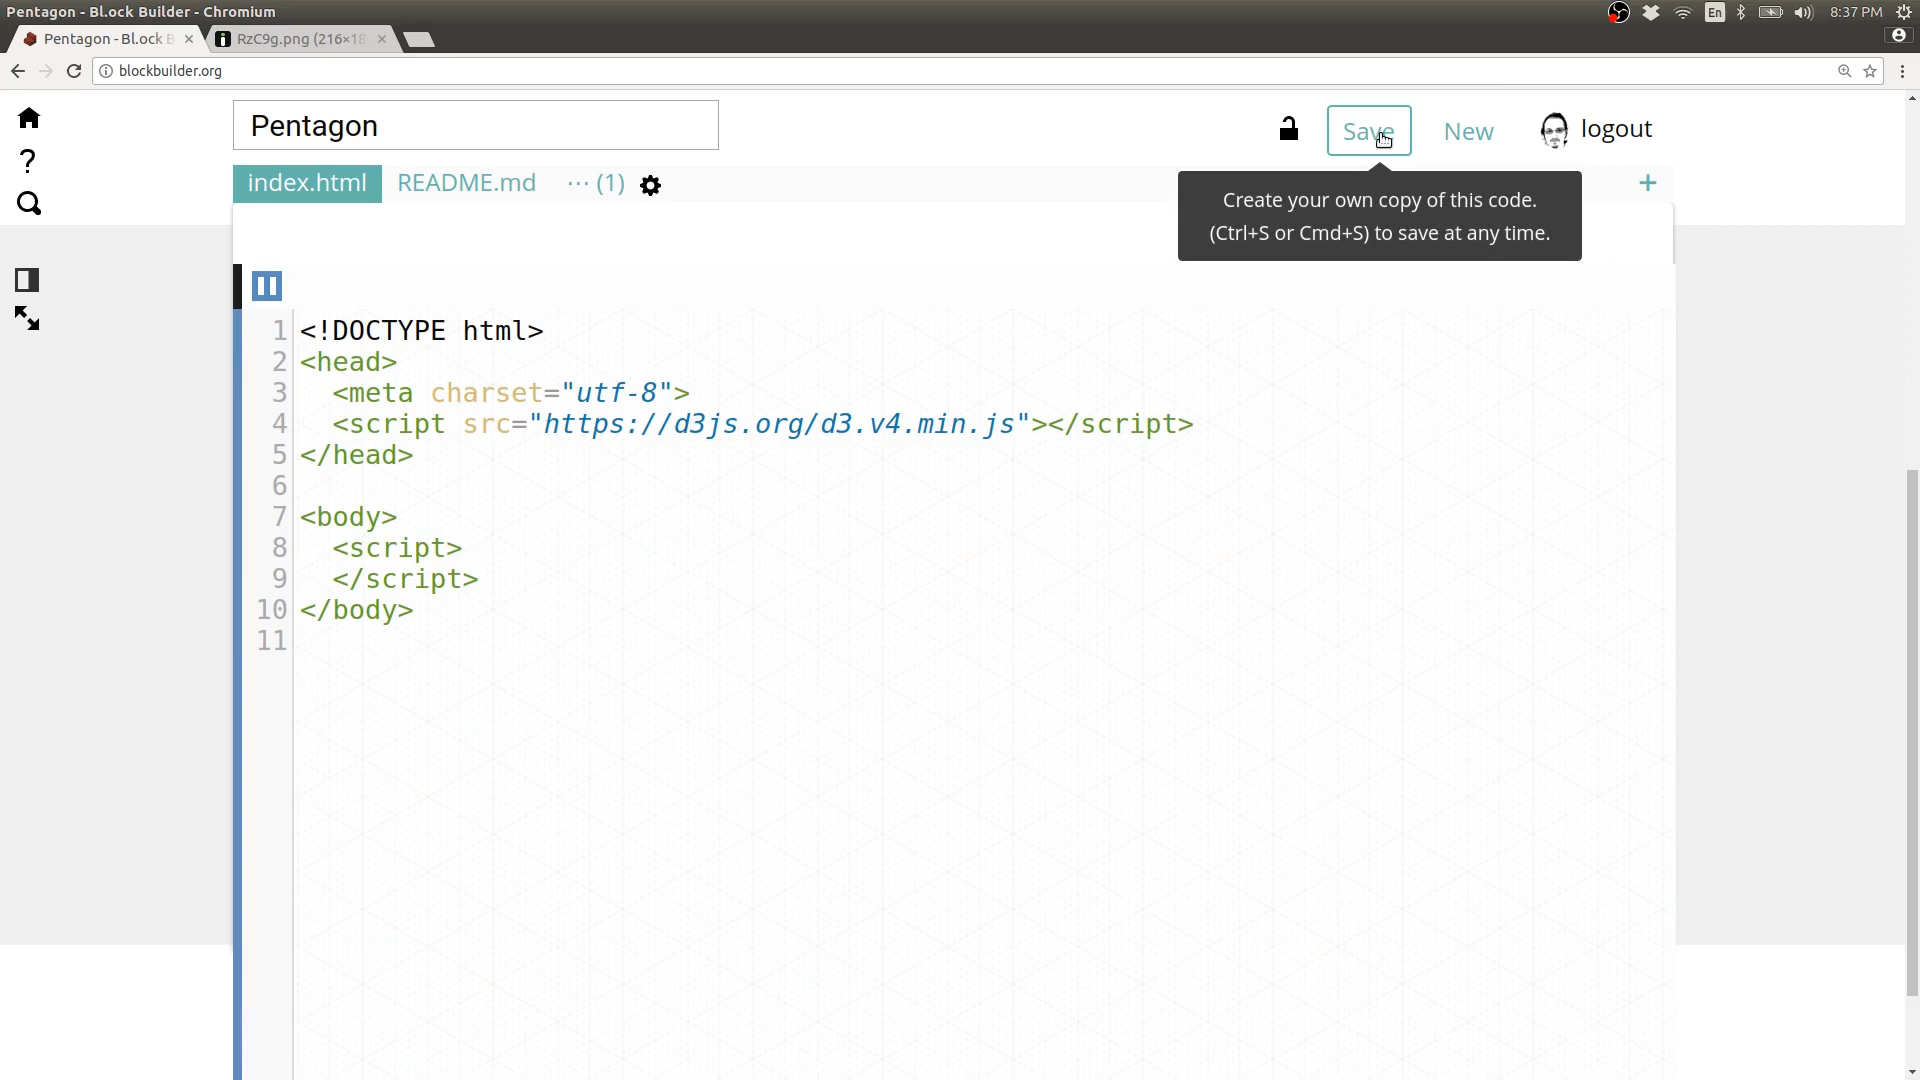 Pentagon - Bl.ock Builder - Chromium
En
8:37 PM
Pentagon - Bl.ock B
RzC9g.png (216×18
blockbuilder.org
Pentagon
Save
New
logout
index.html
README.md
··· (1)
+
Create your own copy of this code.
(Ctrl+S or Cmd+S) to save at any time.
?
1 <!DOCTYPE html>
2 <head>
3 <meta charset="utf-8">
4 <script src="https://d3js.org/d3.v4.min.js"></script>
5 </head>
6
7 <body>
8 <script>
9 </script>
10 </body>
11